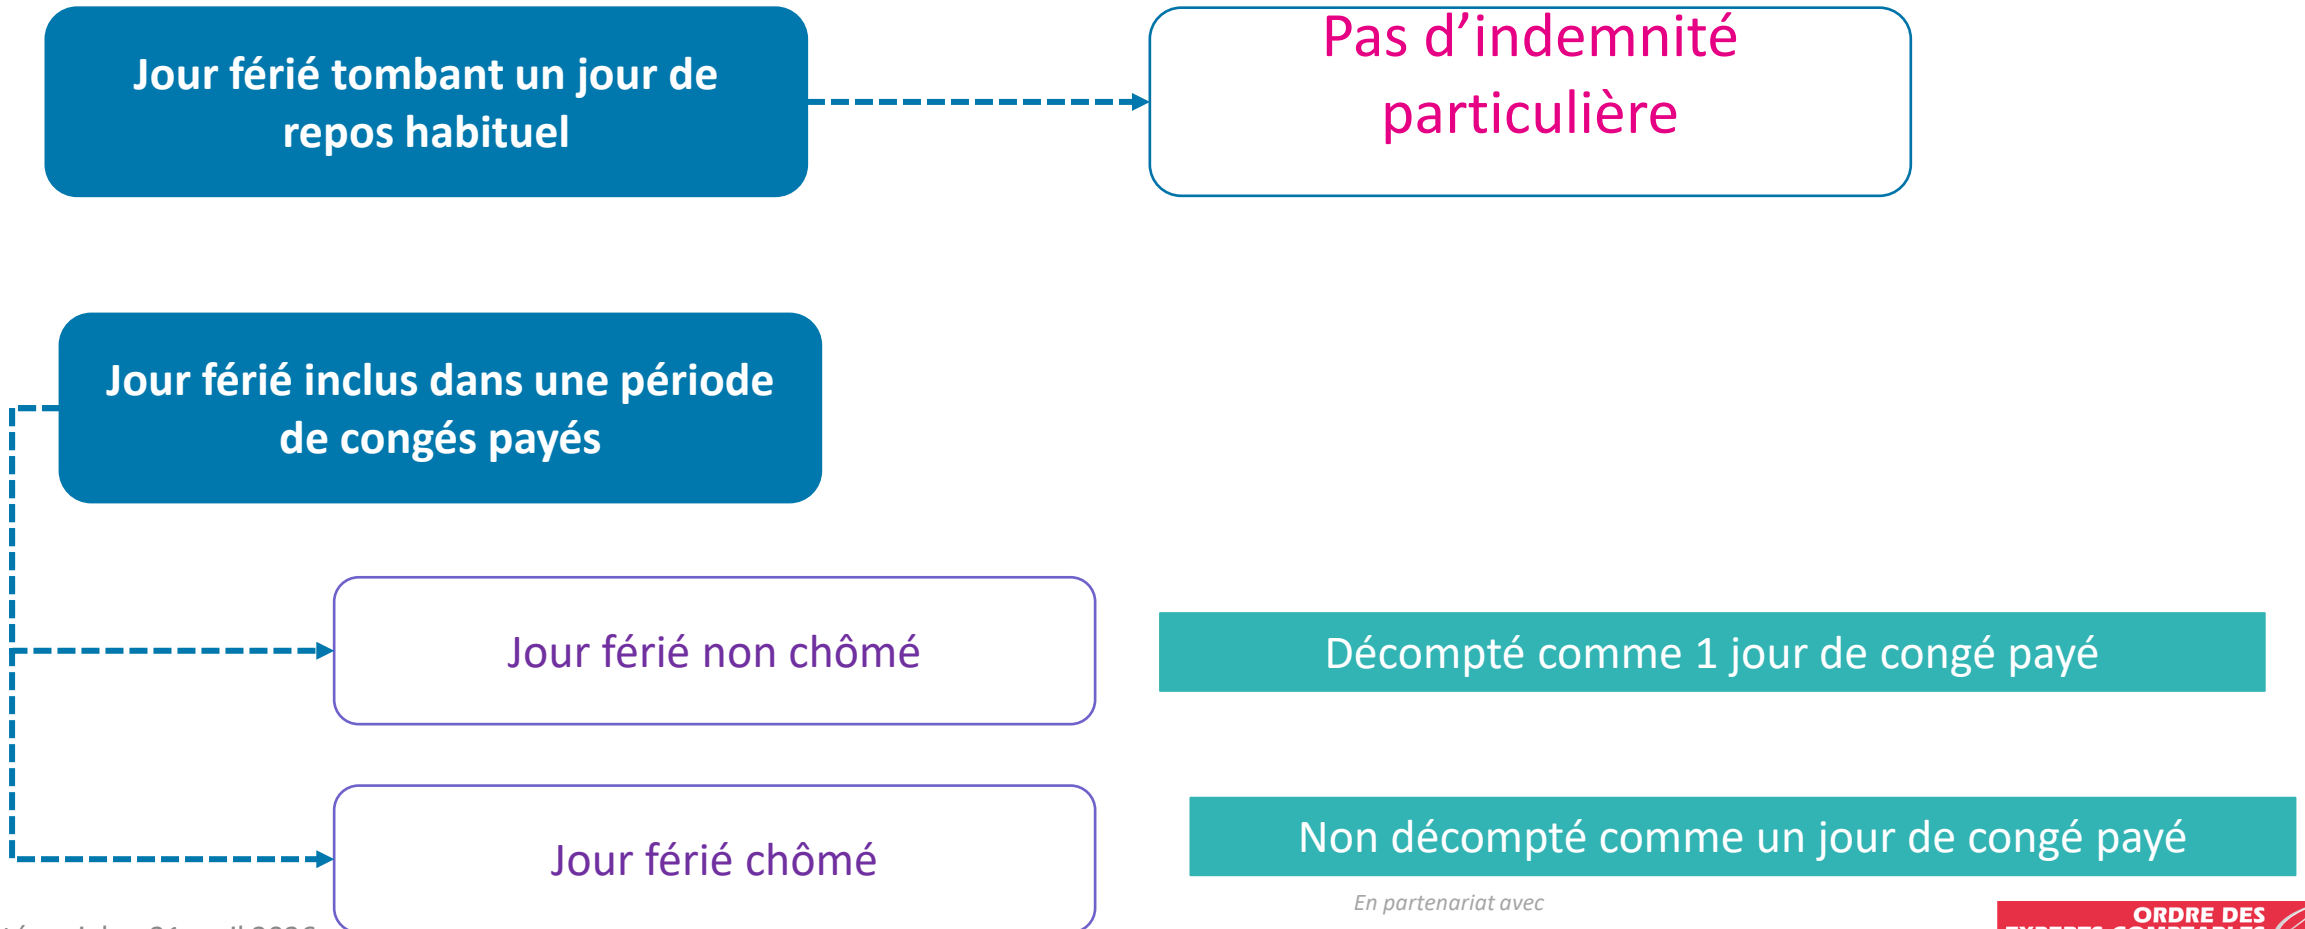 Jour férié tombant un jour de
repos habituel
Pas d’indemnité
particulière
Jour férié inclus dans une période
de congés payés
Jour férié non chômé
Décompté comme 1 jour de congé payé
Jour férié chômé
Non décompté comme un jour de congé payé
En partenariat avec
ORDRE DES
EXPERTS-COMPTABLES